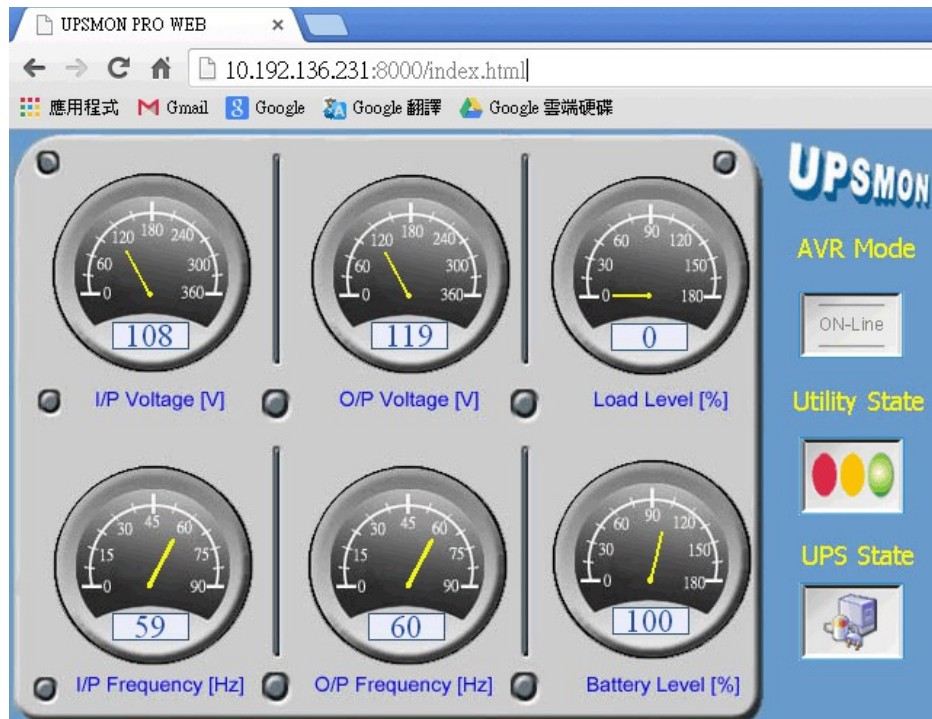 UPSMON PRO WEB ×
10.192.136.231:8000/index.html
應用程式 Gmail Google Google 翻譯 Google 雲端硬碟
UPSMON
0 60 120 180 240 300 360
108
I/P Voltage [V]
0 60 120 180 240 300 360
119
O/P Voltage [V]
0 30 60 90 120 150 180
0
Load Level [%]
AVR Mode
ON-Line
Utility State
0 15 30 45 60 75 90
59
I/P Frequency [Hz]
0 15 30 45 60 75 90
60
O/P Frequency [Hz]
0 30 60 90 120 150 180
100
Battery Level [%]
UPS State